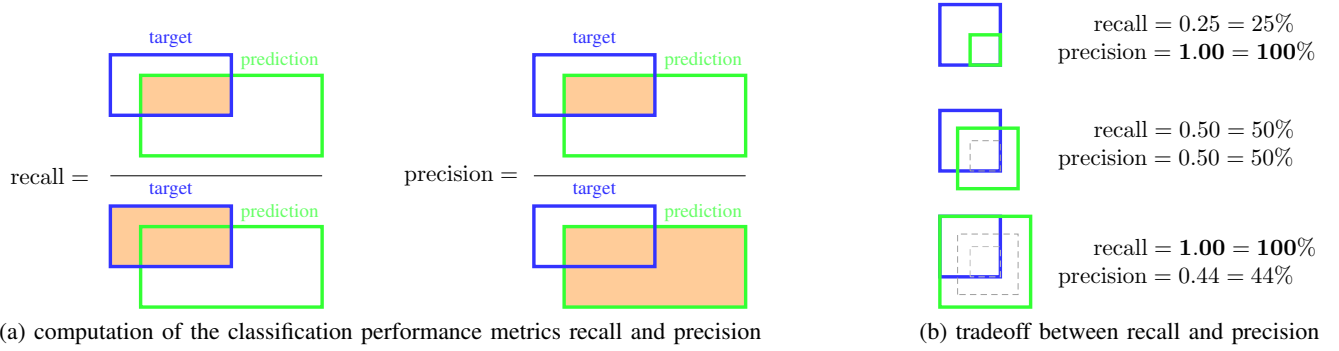 target
prediction
recall =
target
prediction
target
prediction
precision =
target
prediction
(a) computation of the classification performance metrics recall and precision
recall = 0.25 = 25%
precision = 1.00 = 100%
recall = 0.50 = 50%
precision = 0.50 = 50%
recall = 1.00 = 100%
precision = 0.44 = 44%
(b) tradeoff between recall and precision